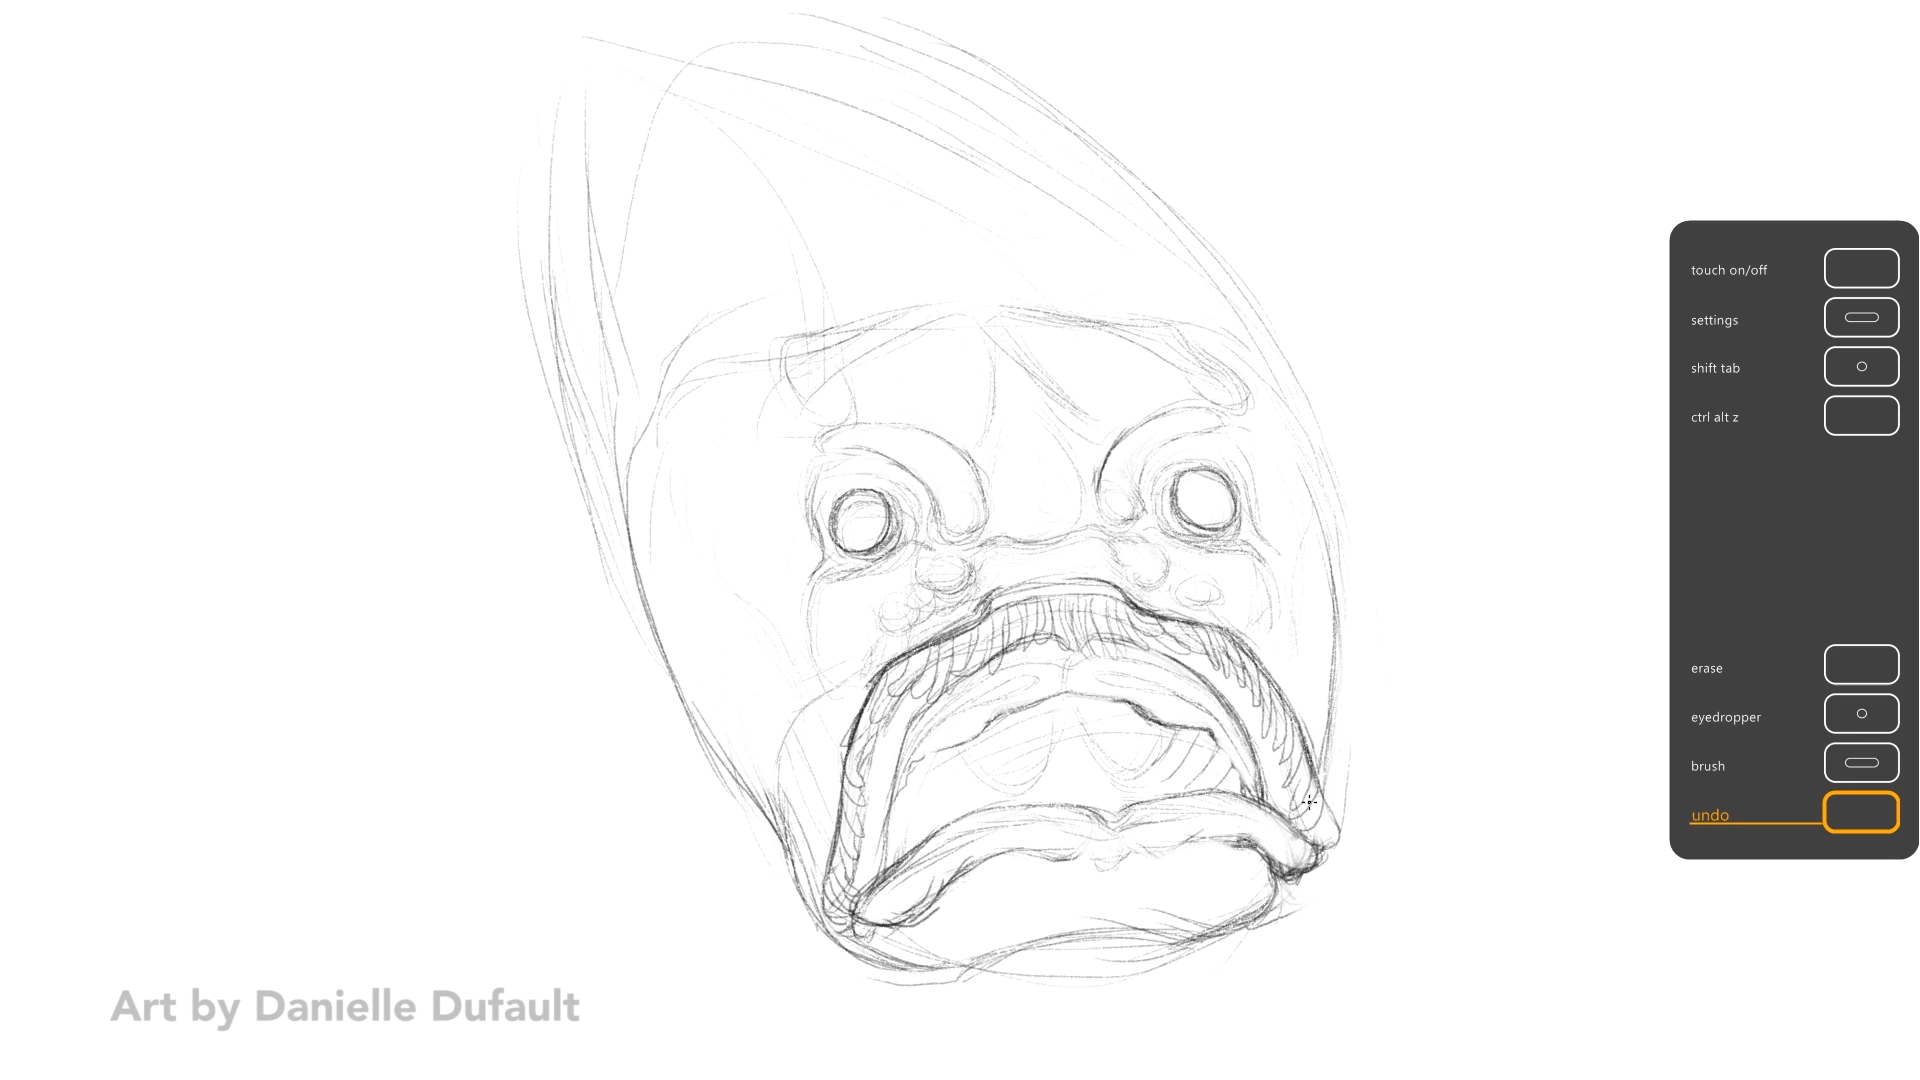 touch on/off
settings
shift tab
ctrl alt z
erase
eyedropper
brush
undo
Art by Danielle Dufault